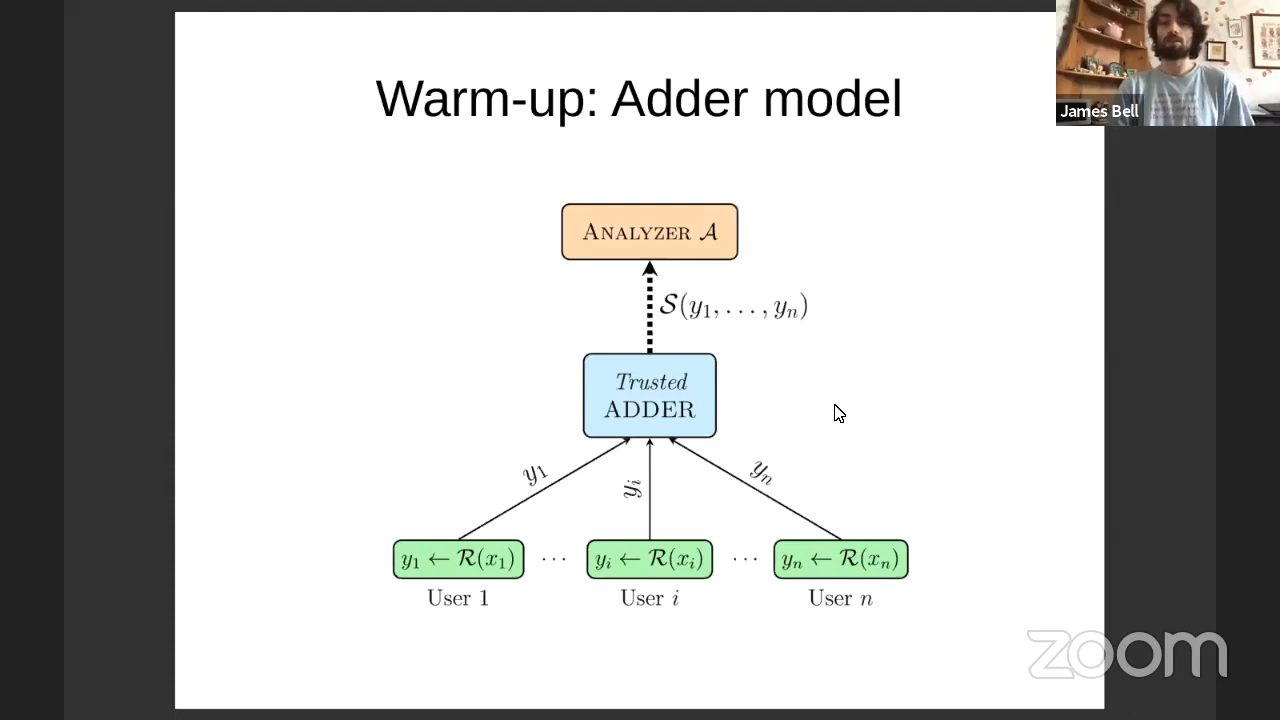 Warm-up: Adder model
James Bell
ANALYZER 𝒜
𝒮(y₁, . . . , yₙ)
Trusted
ADDER
y₁
yᵢ
yₙ
y₁ ← ℛ(x₁) · · · yᵢ ← ℛ(xᵢ) · · · yₙ ← ℛ(xₙ)
User 1 User i User n
zoom